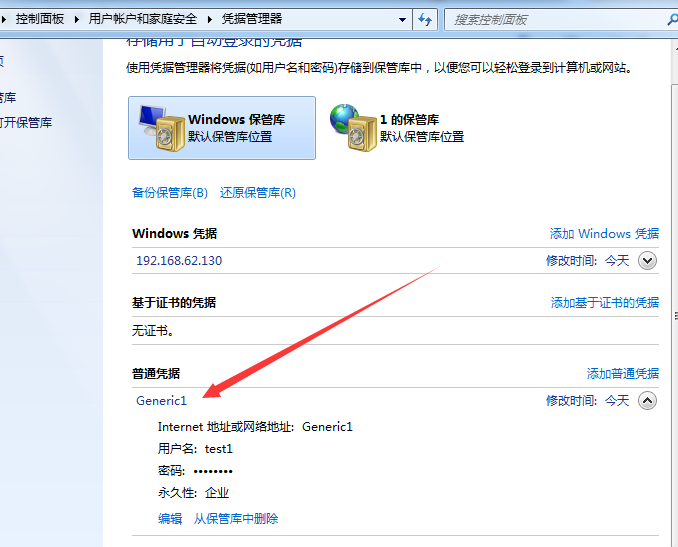 控制面板 ▸ 用户帐户和家庭安全 ▸ 凭据管理器
搜索控制面板
存储用于自动登录的凭据
使用凭据管理器将凭据(如用户名和密码)存储到保管库中，以便您可以轻松登录到计算机或网站。
页
管库
打开保管库
Windows 保管库
默认保管库位置
1 的保管库
默认保管库位置
备份保管库(B) 还原保管库(R)
Windows 凭据 添加 Windows 凭据
192.168.62.130 修改时间: 今天
基于证书的凭据 添加基于证书的凭据
无证书。
普通凭据 添加普通凭据
Generic1 修改时间: 今天
Internet 地址或网络地址: Generic1
用户名: test1
密码: ••••••••
永久性: 企业
编辑 从保管库中删除